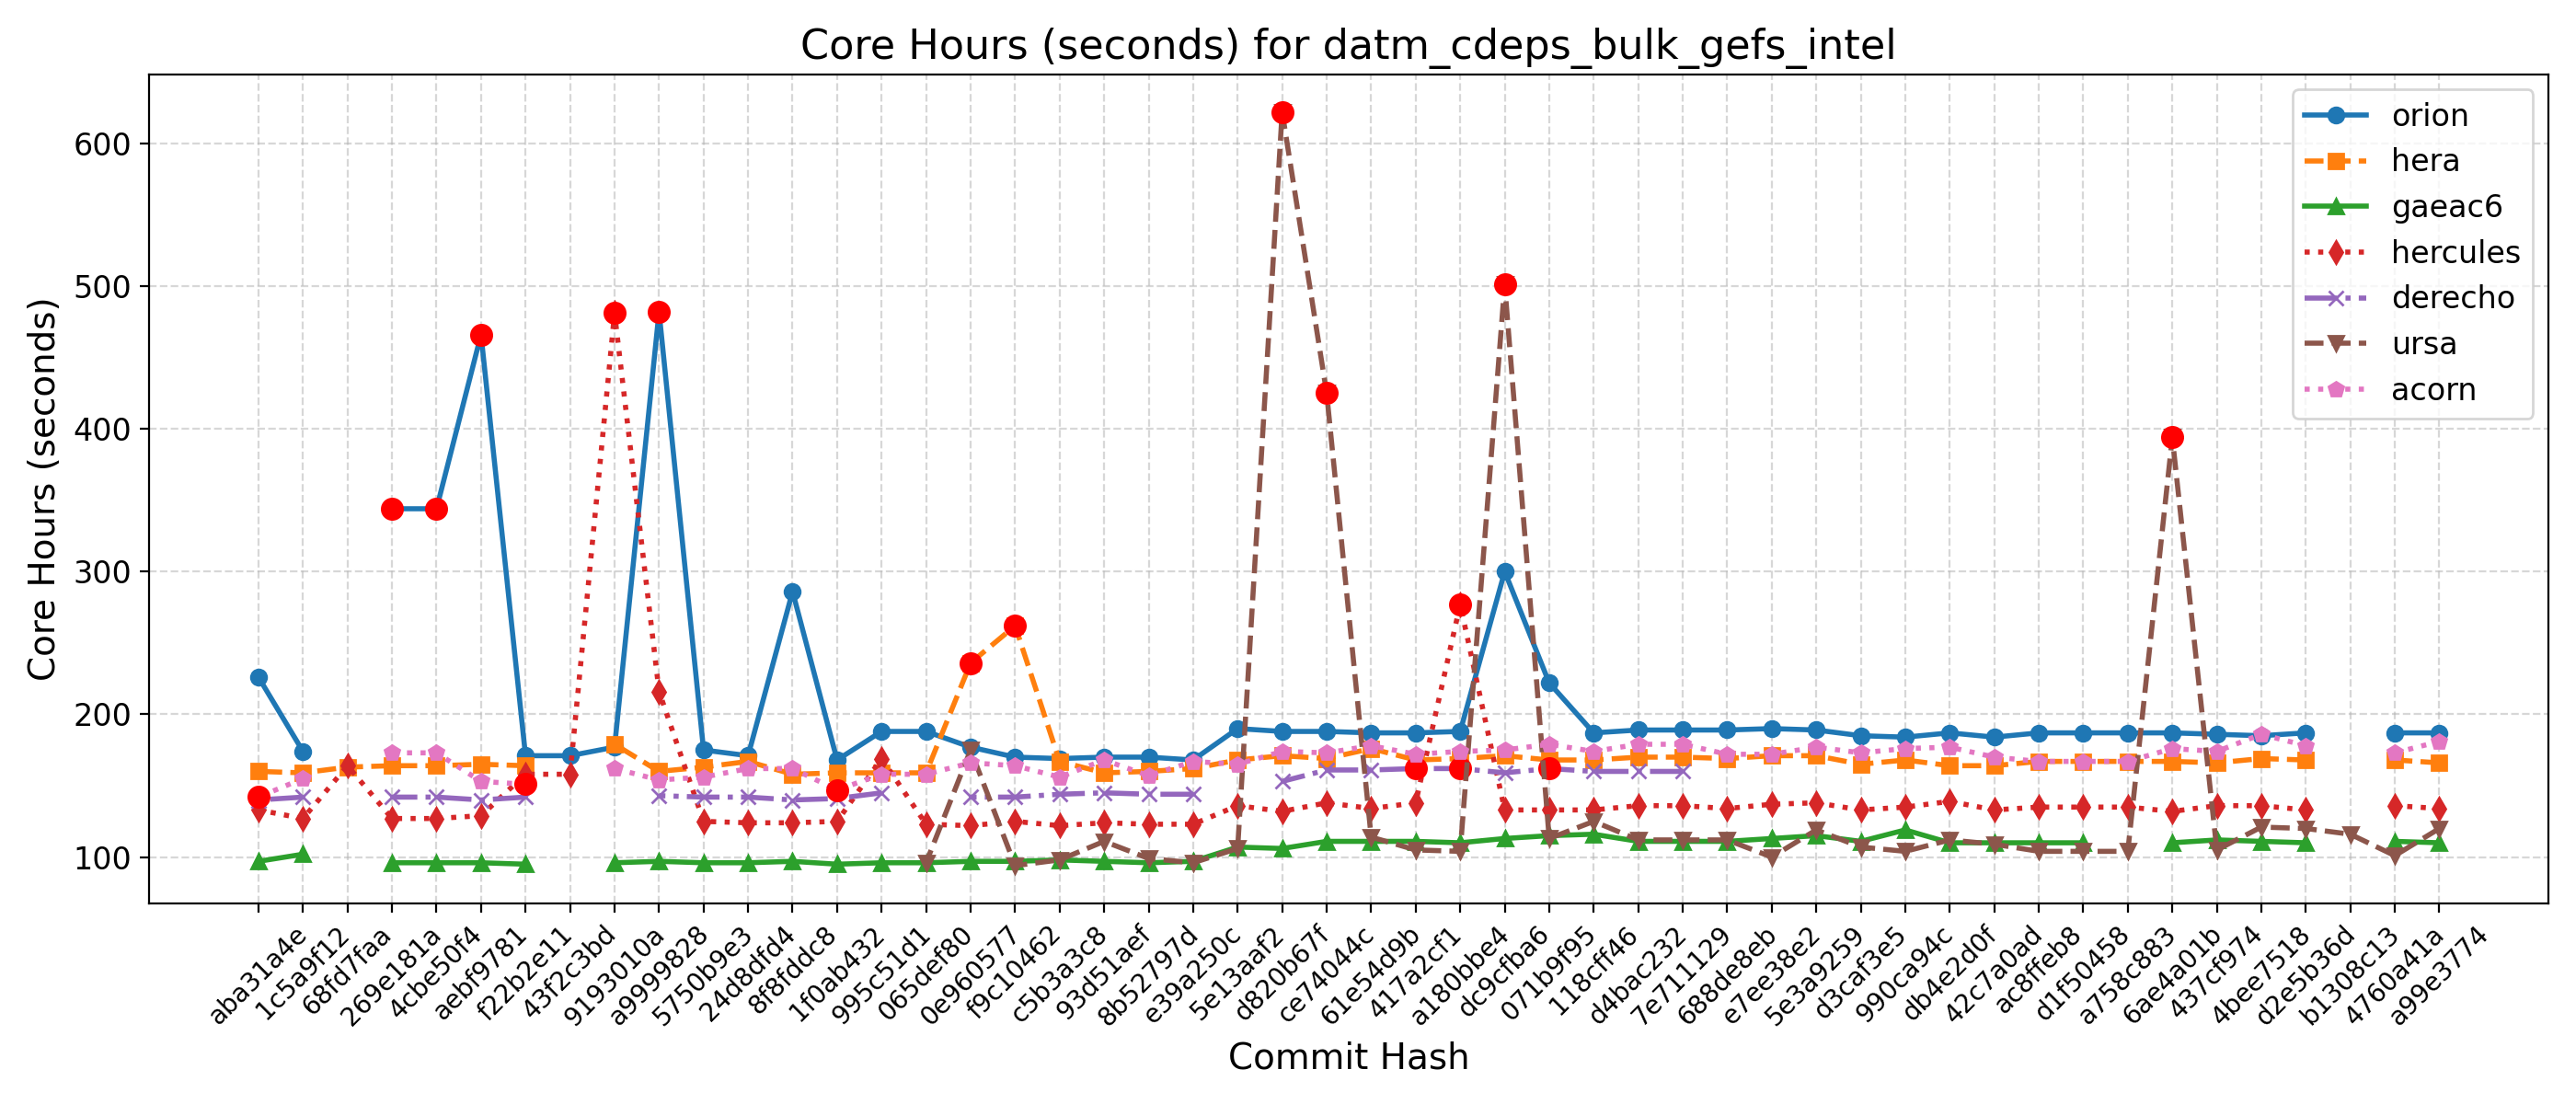 Core Hours (seconds) for datm_cdeps_bulk_gefs_intel
Core Hours (seconds)
600
500
400
300
200
100
orion
hera
gaeac6
hercules
derecho
ursa
acorn
aba31a4e
1c5a9f12
68fd7faa
269e181a
4cbe50f4
aebf9781
f22b2e11
43f2c3bd
9193010a
a9999828
5750b9e3
24d8dfd4
8f8fddc8
1f0ab432
995c51d1
065def80
0e960577
f9c10462
c5b3a3c8
93d51aef
8b52797d
e39a250c
5e13aaf2
d820b67f
ce74044c
61e54d9b
417a2cf1
a180bbe4
dc9cfba6
071b9f95
118cff46
d4bac232
7e711129
688de8eb
e7ee38e2
5e3a9259
d3caf3e5
990ca94c
db4e2d0f
42c7a0ad
ac8ffeb8
d1f50458
a758c883
6ae4a01b
437cf974
4bee7518
d2e5b36d
b1308c13
4760a41a
a99e3774
Commit Hash